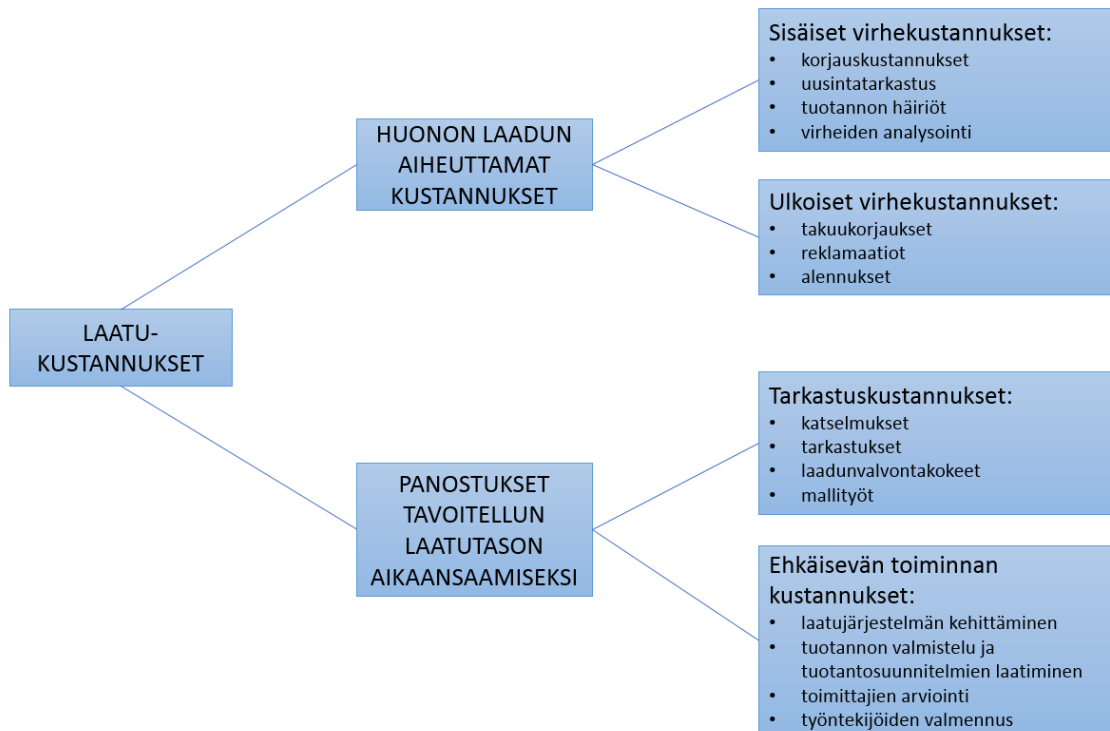 LAATU-
KUSTANNUKSET
HUONON LAADUN
AIHEUTTAMAT
KUSTANNUKSET
Sisäiset virhekustannukset:
• korjauskustannukset
• uusintatarkastus
• tuotannon häiriöt
• virheiden analysointi
Ulkoiset virhekustannukset:
• takuukorjaukset
• reklamaatiot
• alennukset
PANOSTUKSET
TAVOITELLUN
LAATUTASON
AIKAANSAAMISEKSI
Tarkastuskustannukset:
• katselmukset
• tarkastukset
• laadunvalvontakokeet
• mallityöt
Ehkäisevän toiminnan
kustannukset:
• laatujärjestelmän kehittäminen
• tuotannon valmistelu ja
tuotantosuunnitelmien laatiminen
• toimittajien arviointi
• työntekijöiden valmennus